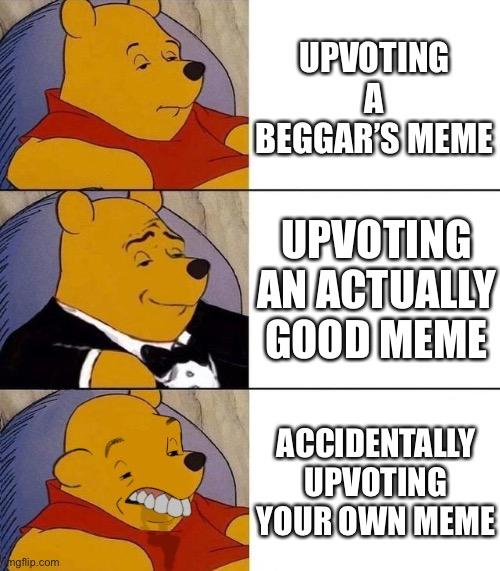 UPVOTING
A
BEGGAR’S MEME
UPVOTING
AN ACTUALLY
GOOD MEME
ACCIDENTALLY
UPVOTING
YOUR OWN MEME
imgflip.com